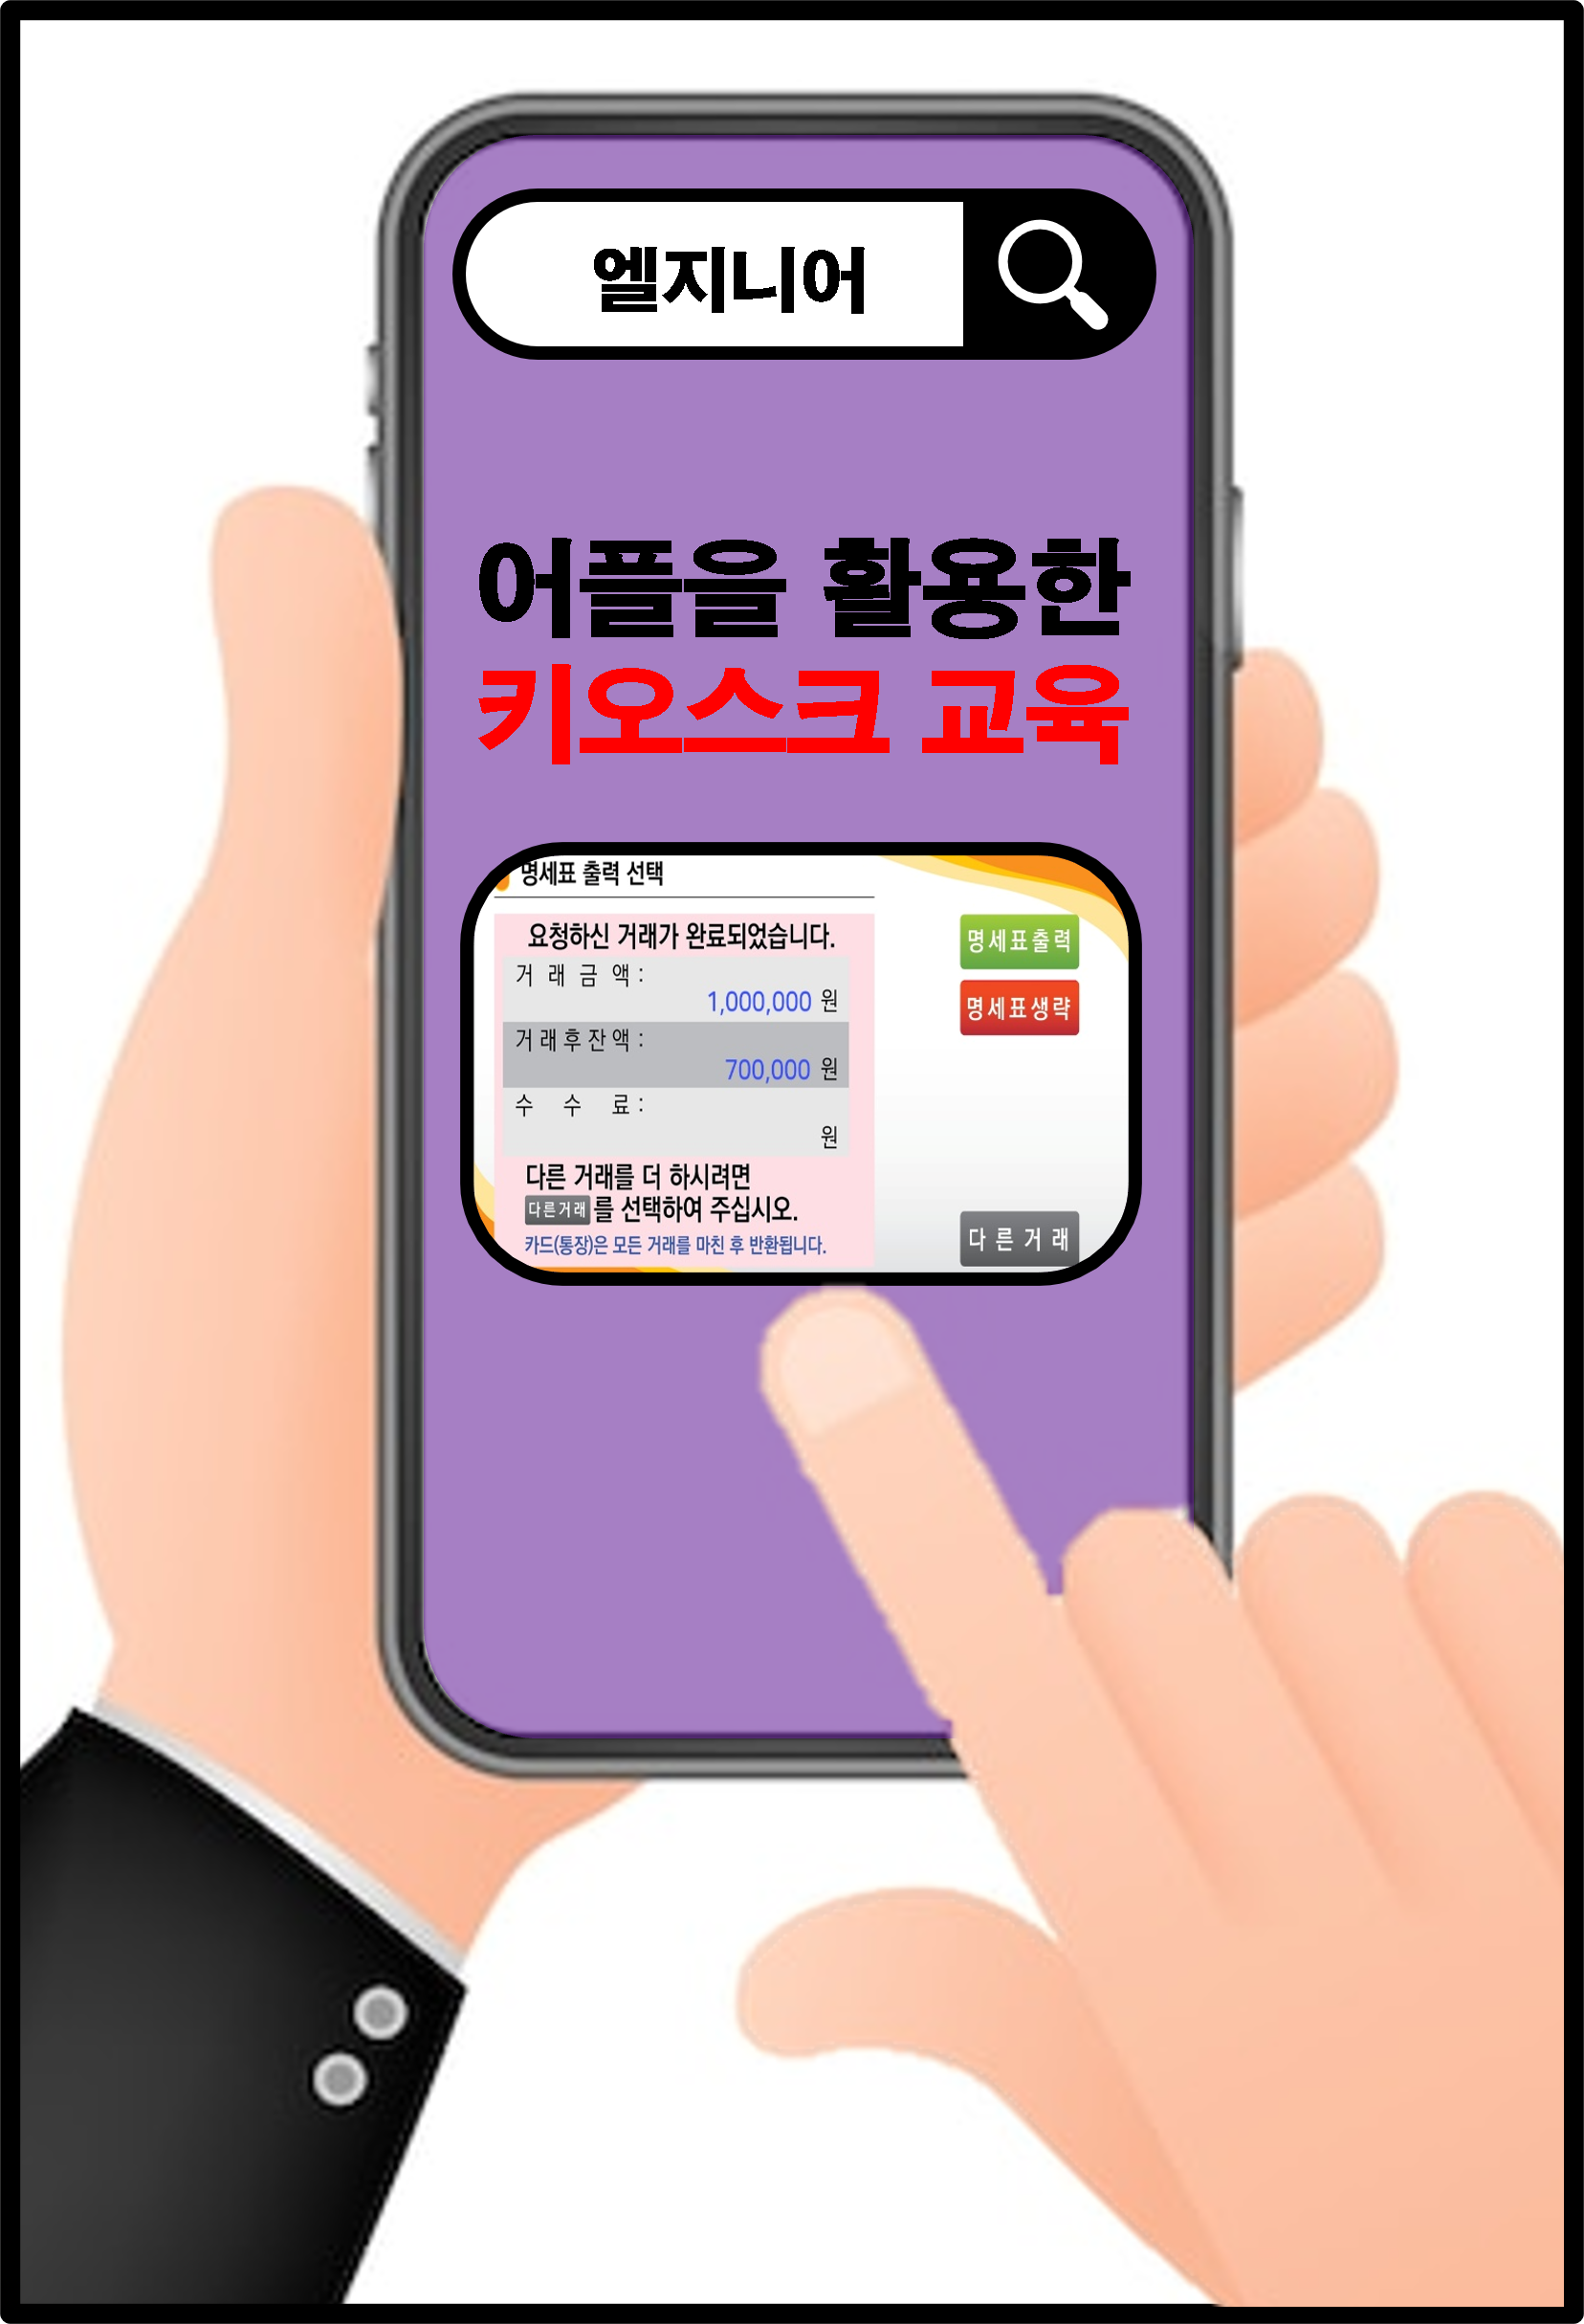 엘지니어
어플을 활용한
키오스크 교육
명세표 출력 선택
요청하신 거래가 완료되었습니다.
거 래 금 액 :
1,000,000 원
거래후잔액 :
700,000 원
수 수 료 :
원
다른 거래를 더 하시려면
다른거래 를 선택하여 주십시오.
카드(통장)은 모든 거래를 마친 후 반환됩니다.
명세표출력
명세표생략
다 른 거 래